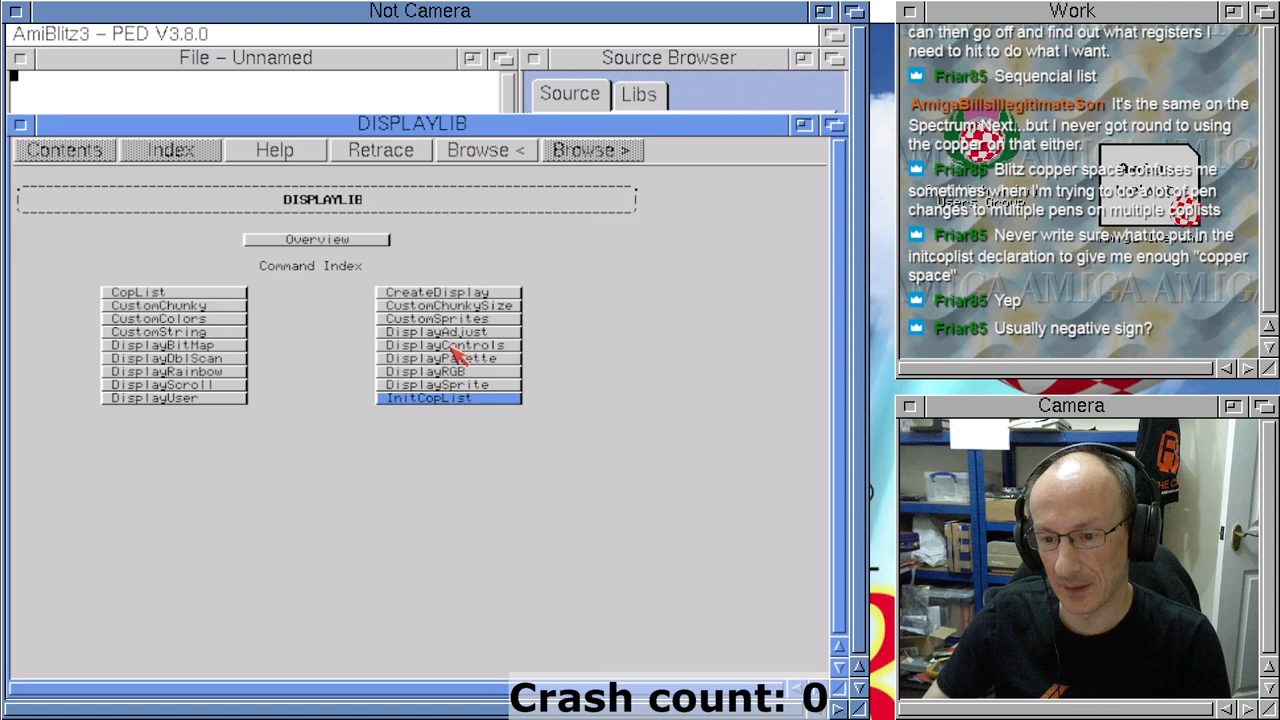 Not Camera
AmiBlitz3 – PED V3.8.0
File – Unnamed
Source Browser
Source
Libs
DISPLAYLIB
Contents
Index
Help
Retrace
Browse <
Browse >
DISPLAYLIB
Overview
Command Index
CopList
CreateDisplay
CustomChunky
CustomChunkySize
CustomColors
CustomSprites
CustomString
DisplayAdjust
DisplayBitMap
DisplayControls
DisplayDblScan
DisplayPalette
DisplayRainbow
DisplayRGB
DisplayScroll
DisplaySprite
DisplayUser
InitCopList
Crash count: 0
Work
can then go off and find out what registers I
need to hit to do what I want.
Friar85 Sequencial list
AmigaBillsIllegitimateSon It's the same on the
Spectrum Next...but I never got round to using
the copper on that either.
Friar85 Blitz copper space confuses me
sometimes when I'm trying to do a lot of pen
changes to multiple pens on multiple coplists
Friar85 Never write sure what to put in the
initcoplist declaration to give me enough "copper
space"
Friar85 Yep
Friar85 Usually negative sign?
AMIGA AMIGA AMIG
Camera